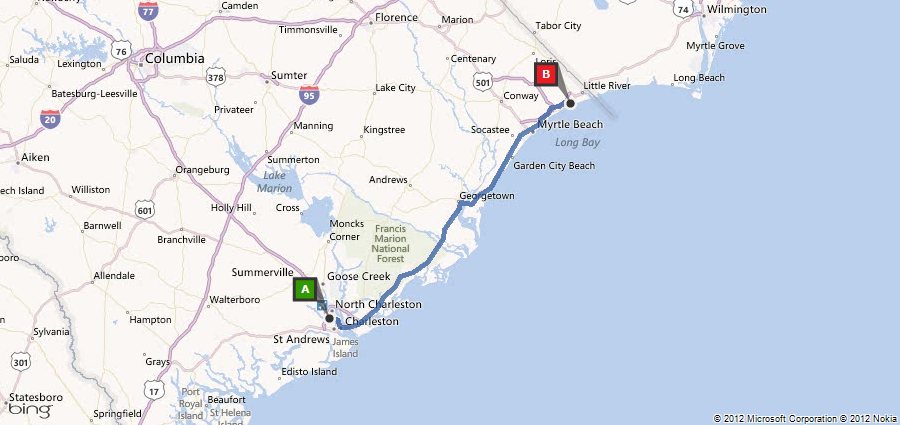 Camden
77
Florence
Marion
Wilmington
74
Timmonsville
Tabor City
76
Myrtle Grove
Saluda
Columbia
Lexington
Centenary
Loris
B
378
Sumter
501
Little River
Long Beach
Batesburg-Leesville
95
Lake City
Conway
Privateer
20
Manning
Kingstree
Socastee
Myrtle Beach
Long Bay
Aiken
Summerton
Garden City Beach
Orangeburg
Lake
Marion
Andrews
Williston
Georgetown
601
Holly Hill
Cross
Barnwell
Moncks
Corner
Francis
Marion
National
Forest
Branchville
Allendale
Summerville
Goose Creek
A
Walterboro
North Charleston
Hampton
Charleston
Sylvania
St Andrews
James
Island
301
Grays
Edisto Island
17
Port
Royal
Island
Beaufort
St Helena
Island
Statesboro
bing
Springfield
© 2012 Microsoft Corporation © 2012 Nokia